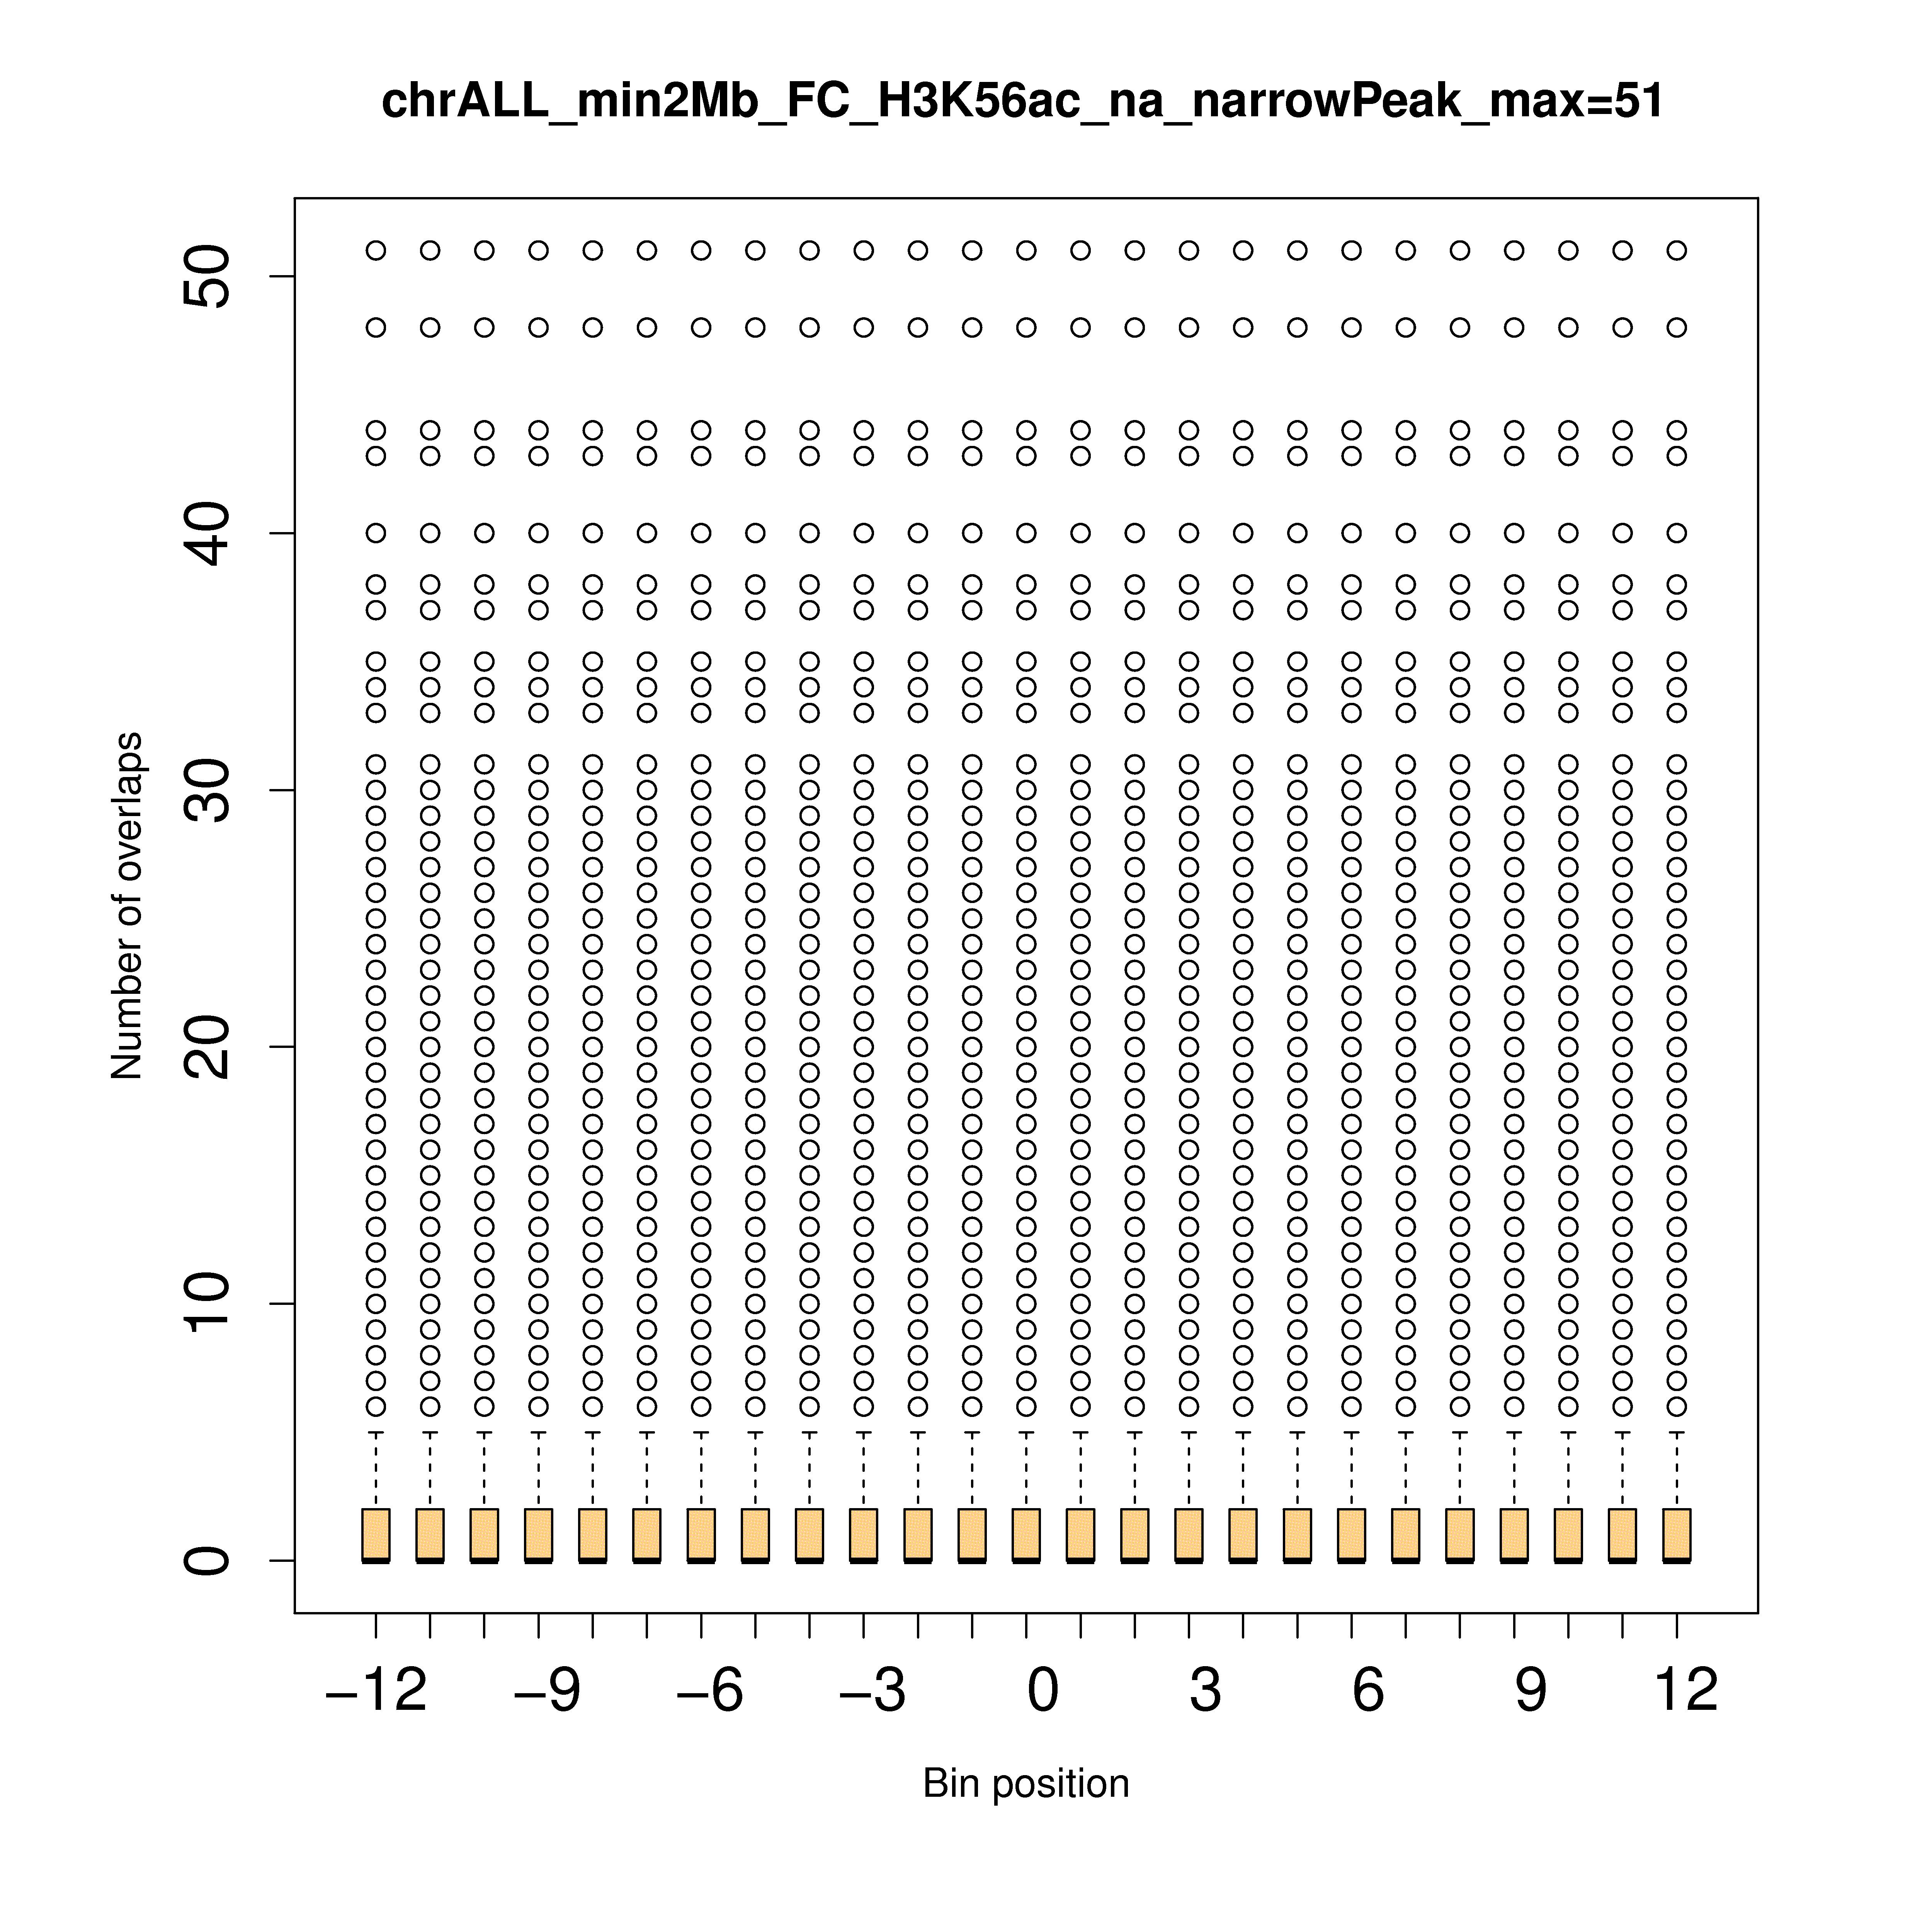 chrALL_min2Mb_FC_H3K56ac_na_narrowPeak_max=51
Number of overlaps
50
40
30
20
10
0
−12 −9 −6 −3 0 3 6 9 12
Bin position